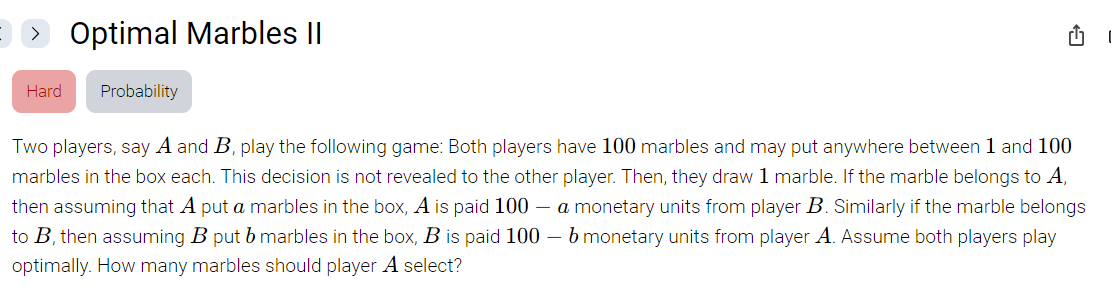 Optimal Marbles II
Hard Probability
Two players, say A and B, play the following game: Both players have 100 marbles and may put anywhere between 1 and 100
marbles in the box each. This decision is not revealed to the other player. Then, they draw 1 marble. If the marble belongs to A,
then assuming that A put a marbles in the box, A is paid 100 − a monetary units from player B. Similarly if the marble belongs
to B, then assuming B put b marbles in the box, B is paid 100 − b monetary units from player A. Assume both players play
optimally. How many marbles should player A select?